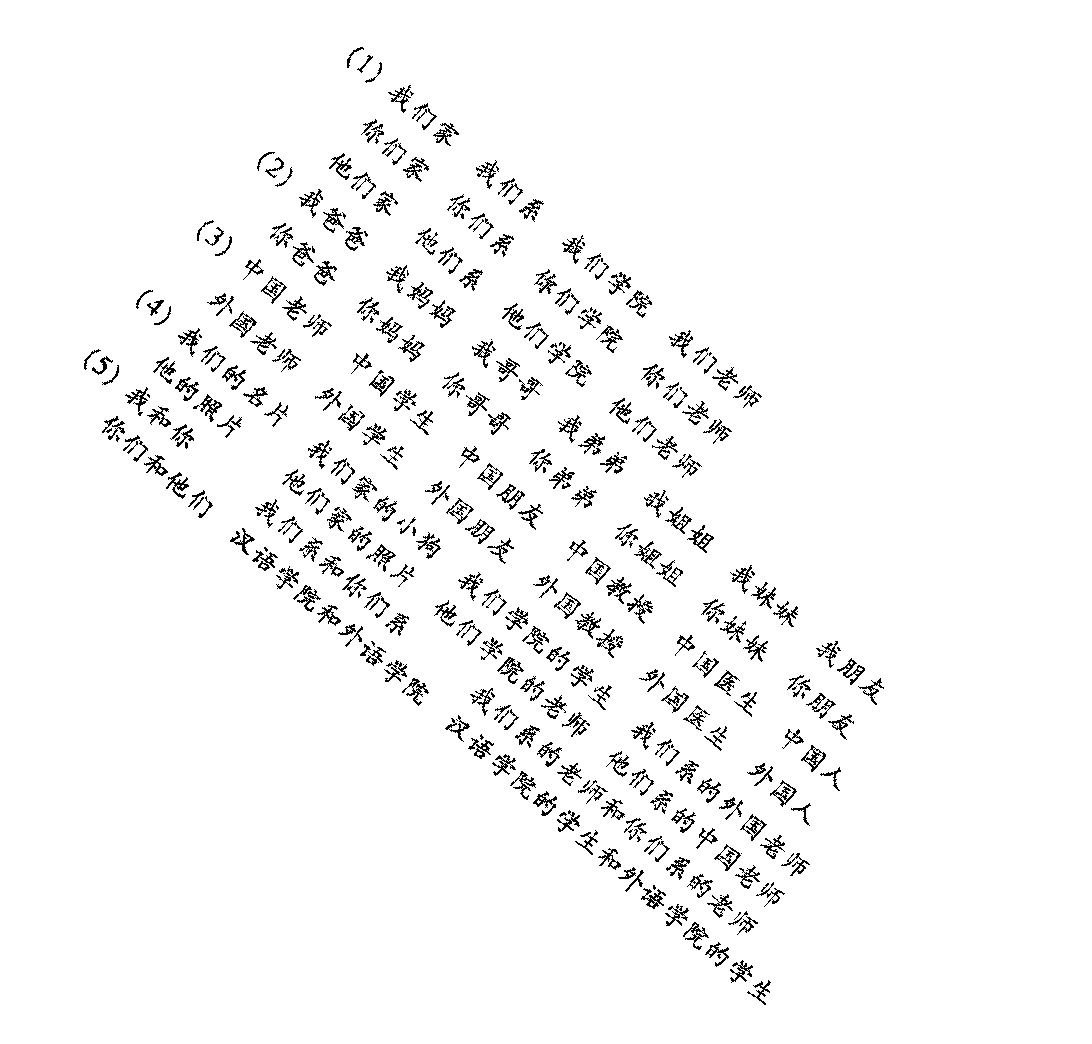 (1) 我们家 我们系 我们学院 我们老师
你们家 你们系 你们学院 你们老师
他们家 他们系 他们学院 他们老师
(2) 我爸爸 我妈妈 我哥哥 我弟弟 我姐姐 我妹妹 我朋友
你爸爸 你妈妈 你哥哥 你弟弟 你姐姐 你妹妹 你朋友
(3) 中国老师 中国学生 中国朋友 中国教授 中国医生 中国人
外国老师 外国学生 外国朋友 外国教授 外国医生 外国人
(4) 我们的名片 我们家的小狗 我们学院的学生 我们系的外国老师
他的照片 他们家的照片 他们学院的老师 他们系的中国老师
(5) 我和你 我们系和你们系 我们系的老师和你们系的老师
你们和他们 汉语学院和外语学院 汉语学院的学生和外语学院的学生